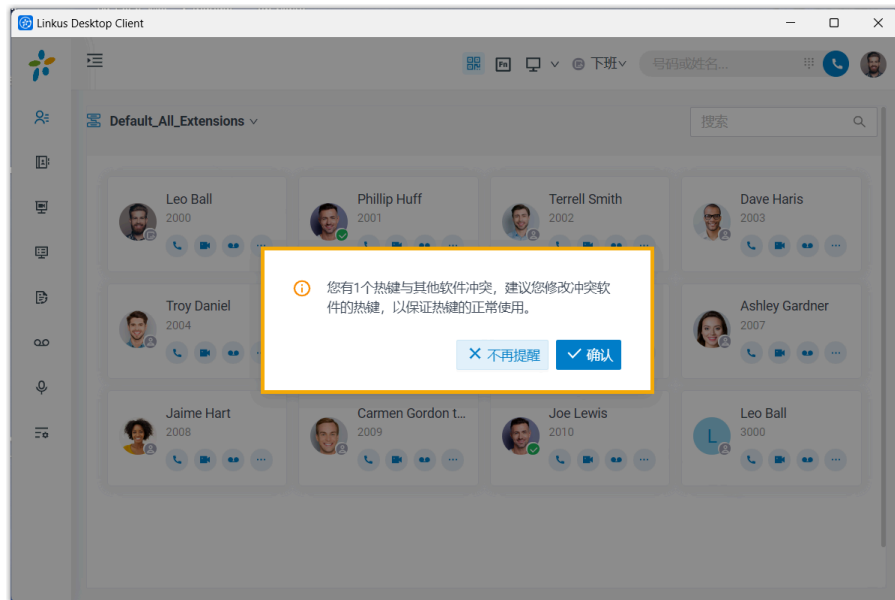 Linkus Desktop Client
Fn
下班
号码或姓名...
Default_All_Extensions
搜索
Leo Ball
2000
Phillip Huff
2001
Terrell Smith
2002
Dave Haris
2003
您有1个热键与其他软件冲突，建议您修改冲突软
件的热键，以保证热键的正常使用。
不再提醒
确认
Troy Daniel
2004
Ashley Gardner
2007
Jaime Hart
2008
Carmen Gordon t...
2009
Joe Lewis
2010
L
Leo Ball
3000